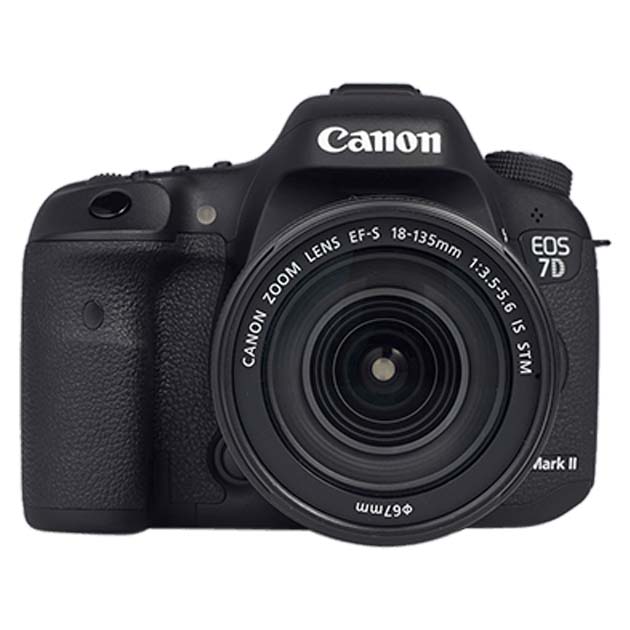 Canon
EOS
7D
CANON ZOOM LENS EF-S 18-135mm 1:3.5-5.6 IS STM
Mark II
Φ67mm